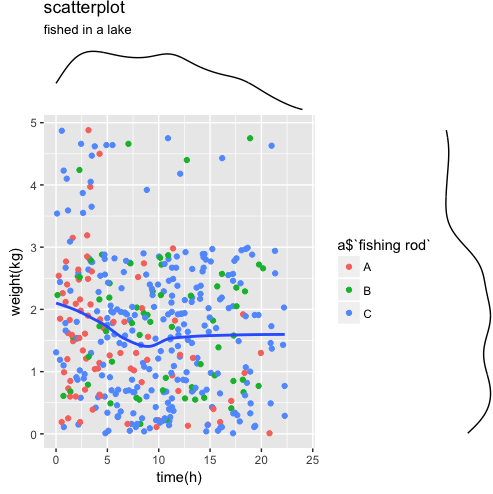 scatterplot
fished in a lake
5
4
3
2
1
0
weight(kg)
0
5
10
15
20
25
time(h)
a$`fishing rod`
A
B
C